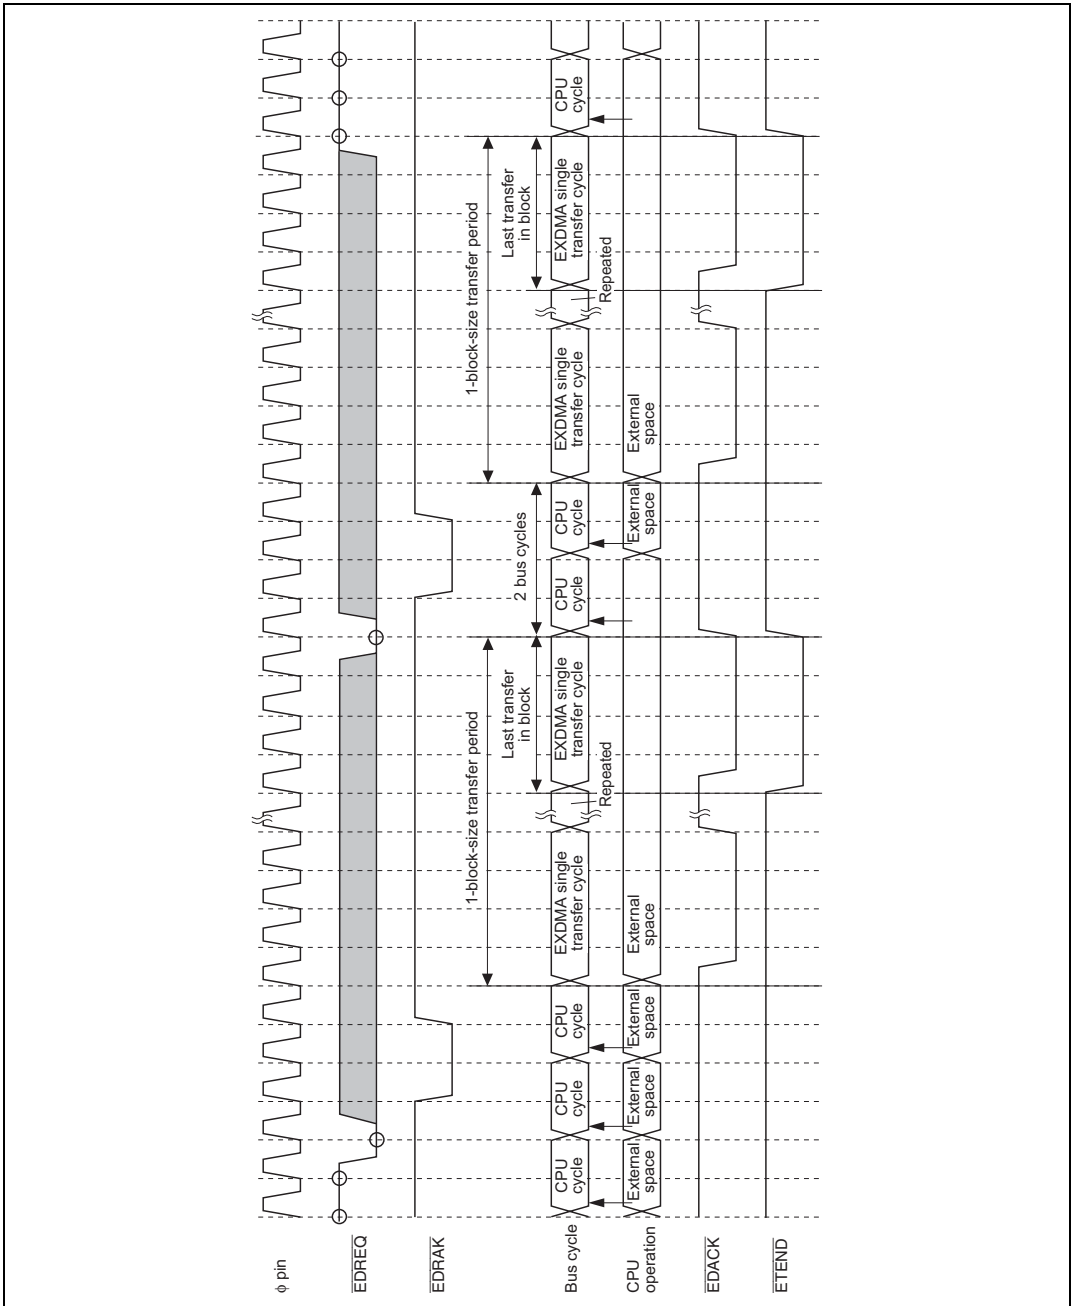 φ pin
EDREQ
EDRAK
1-block-size transfer period
1-block-size transfer period
Last transfer
in block
2 bus cycles
Last transfer
in block
Bus cycle
CPU
cycle
CPU
cycle
CPU
cycle
EXDMA single
transfer cycle
Repeated
EXDMA single
transfer cycle
CPU
cycle
CPU
cycle
EXDMA single
transfer cycle
Repeated
EXDMA single
transfer cycle
CPU
cycle
CPU
operation
External
space
External
space
External
space
External
space
External
space
External
space
EDACK
ETEND